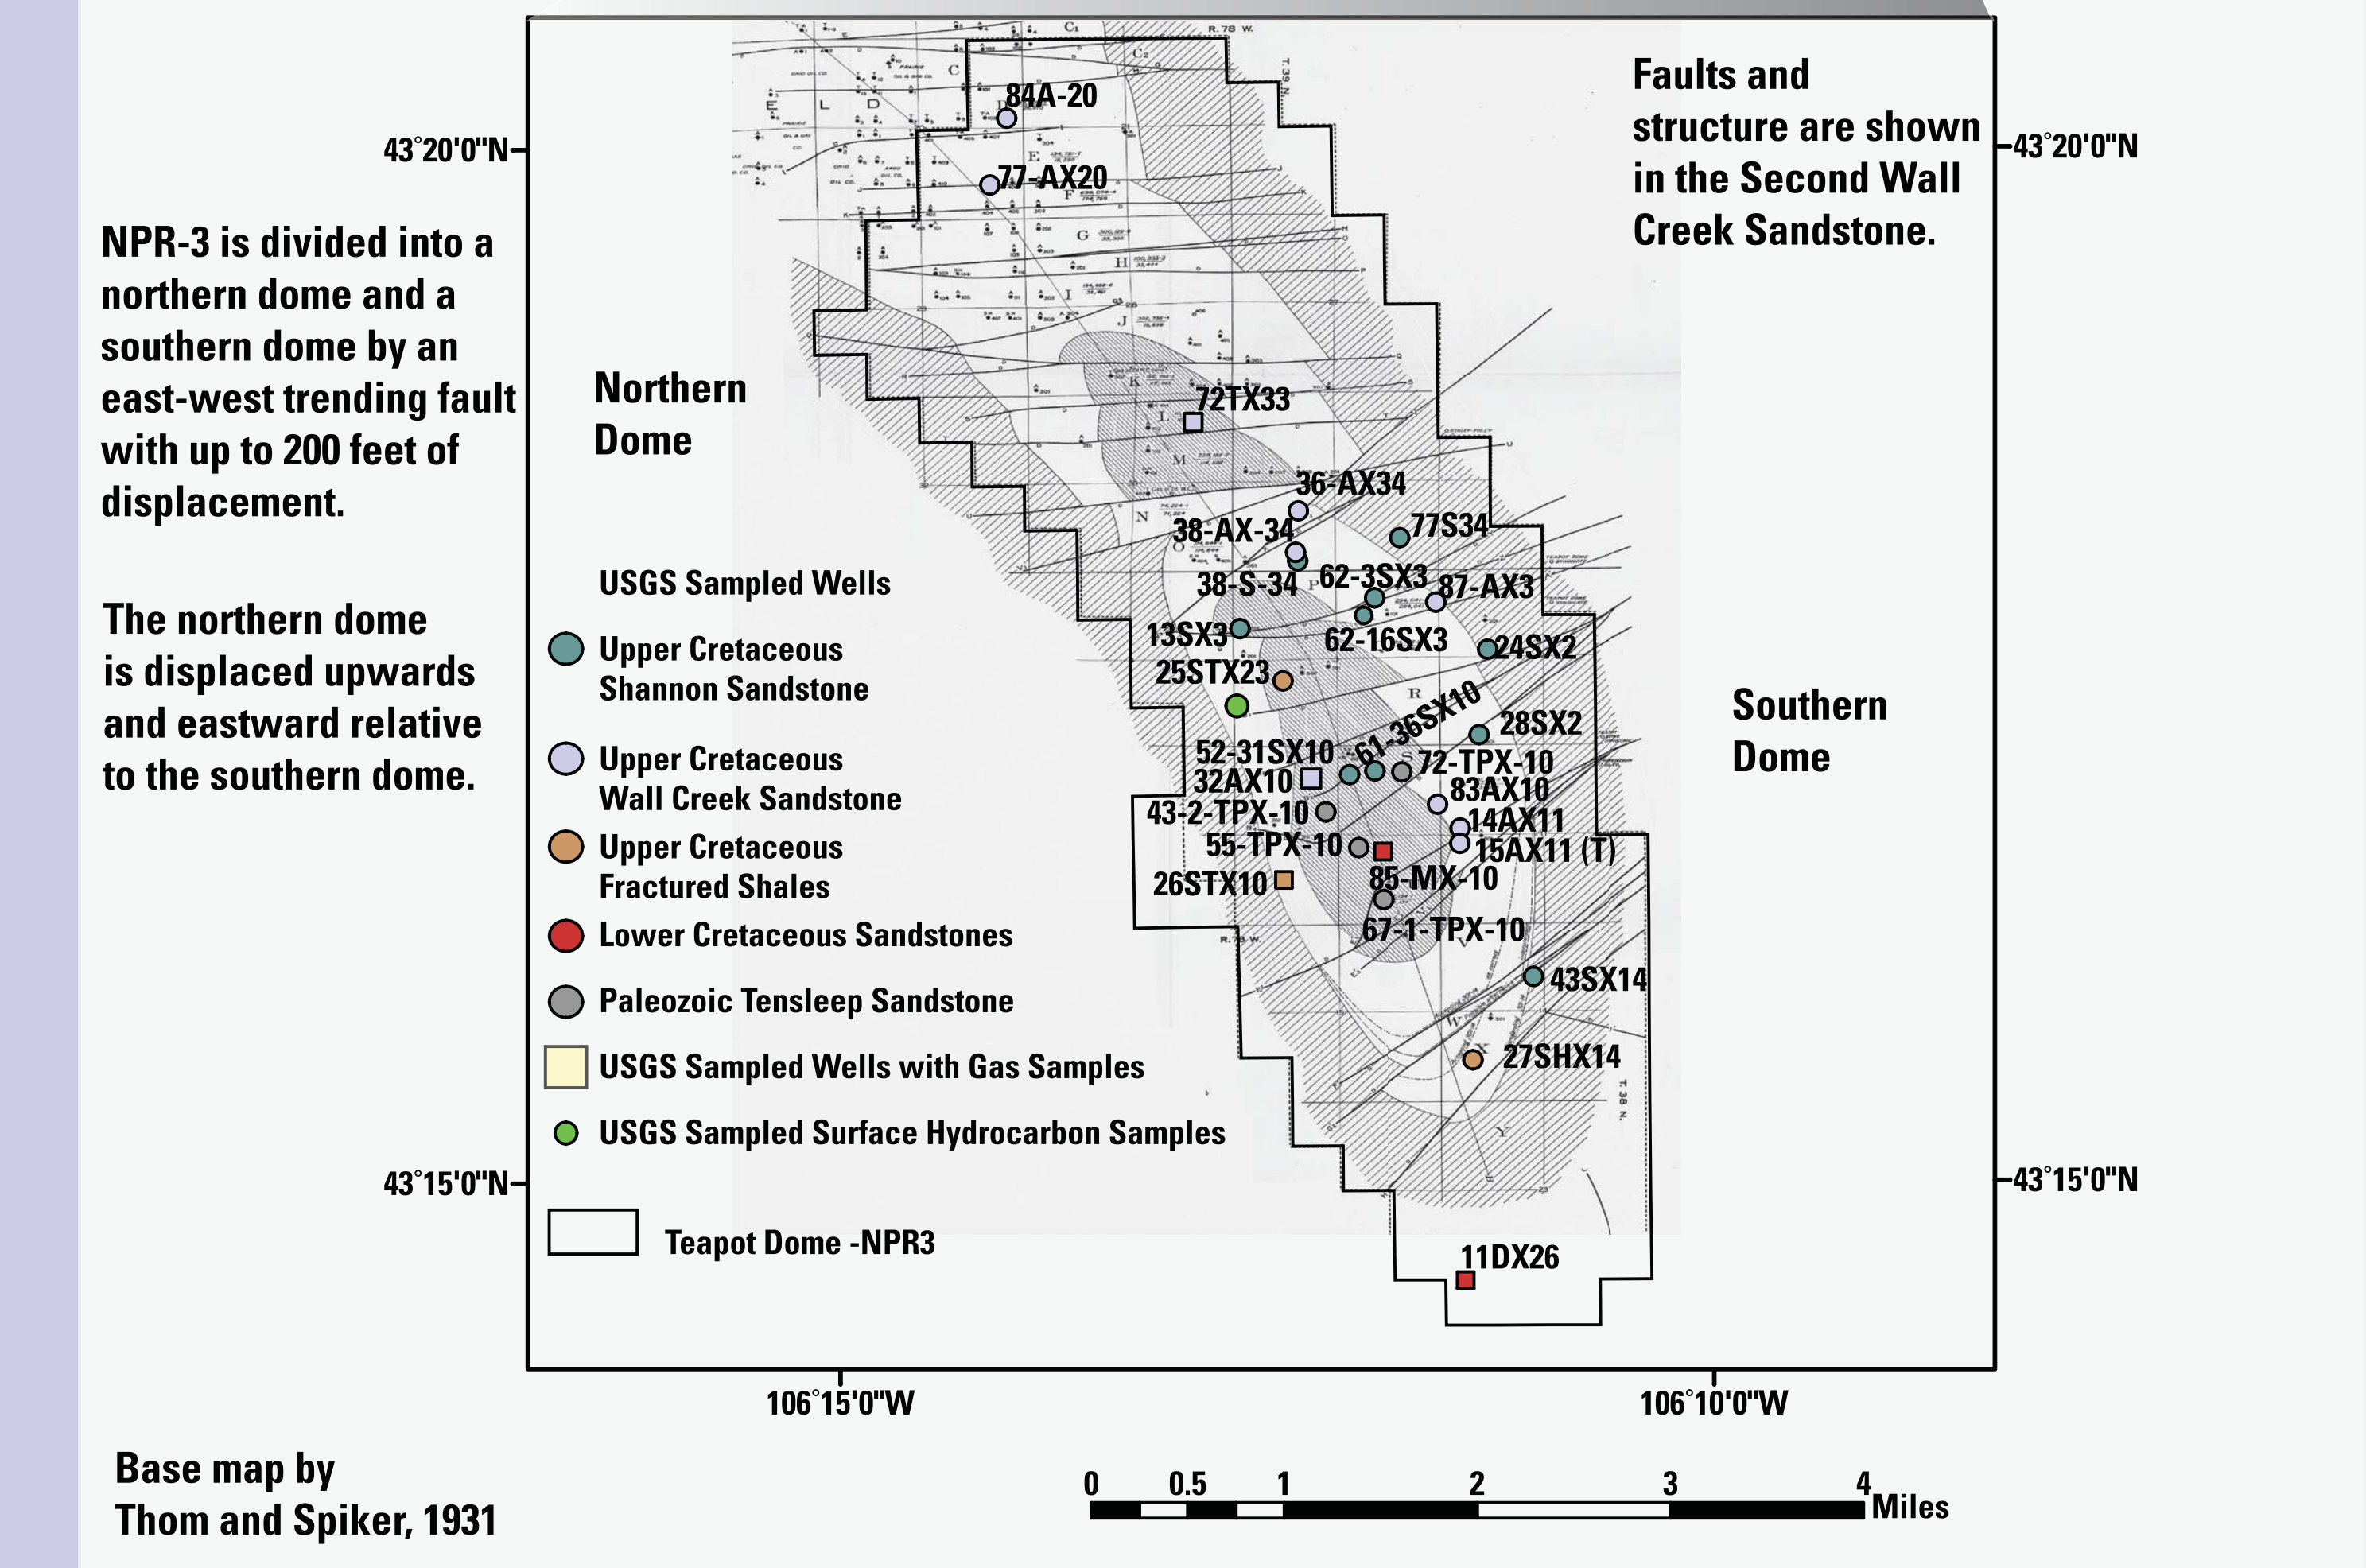 R. 78 W.
T. 39 N.
Faults and
structure are shown
in the Second Wall
Creek Sandstone.
84A-20
43°20'0"N
43°20'0"N
E L D
77-AX20
NPR-3 is divided into a
northern dome and a
southern dome by an
east-west trending fault
with up to 200 feet of
displacement.
Northern
Dome
72TX33
36-AX34
38-AX-34
77S34
38-S-34
62-3SX3
87-AX3
13SX3
62-16SX3
24SX2
25STX23
The northern dome
is displaced upwards
and eastward relative
to the southern dome.
USGS Sampled Wells
Upper Cretaceous
Shannon Sandstone
Upper Cretaceous
Wall Creek Sandstone
Upper Cretaceous
Fractured Shales
Lower Cretaceous Sandstones
Paleozoic Tensleep Sandstone
USGS Sampled Wells with Gas Samples
USGS Sampled Surface Hydrocarbon Samples
Teapot Dome -NPR3
Southern
Dome
61-36SX10
28SX2
52-31SX10
72-TPX-10
32AX10
83AX10
43-2-TPX-10
14AX11
55-TPX-10
15AX11 (T)
26STX10
85-MX-10
67-1-TPX-10
R. 78 W.
43SX14
27SHX14
T. 38 N.
43°15'0"N
43°15'0"N
11DX26
106°15'0"W
106°10'0"W
Base map by
Thom and Spiker, 1931
0 0.5 1 2 3 4
Miles